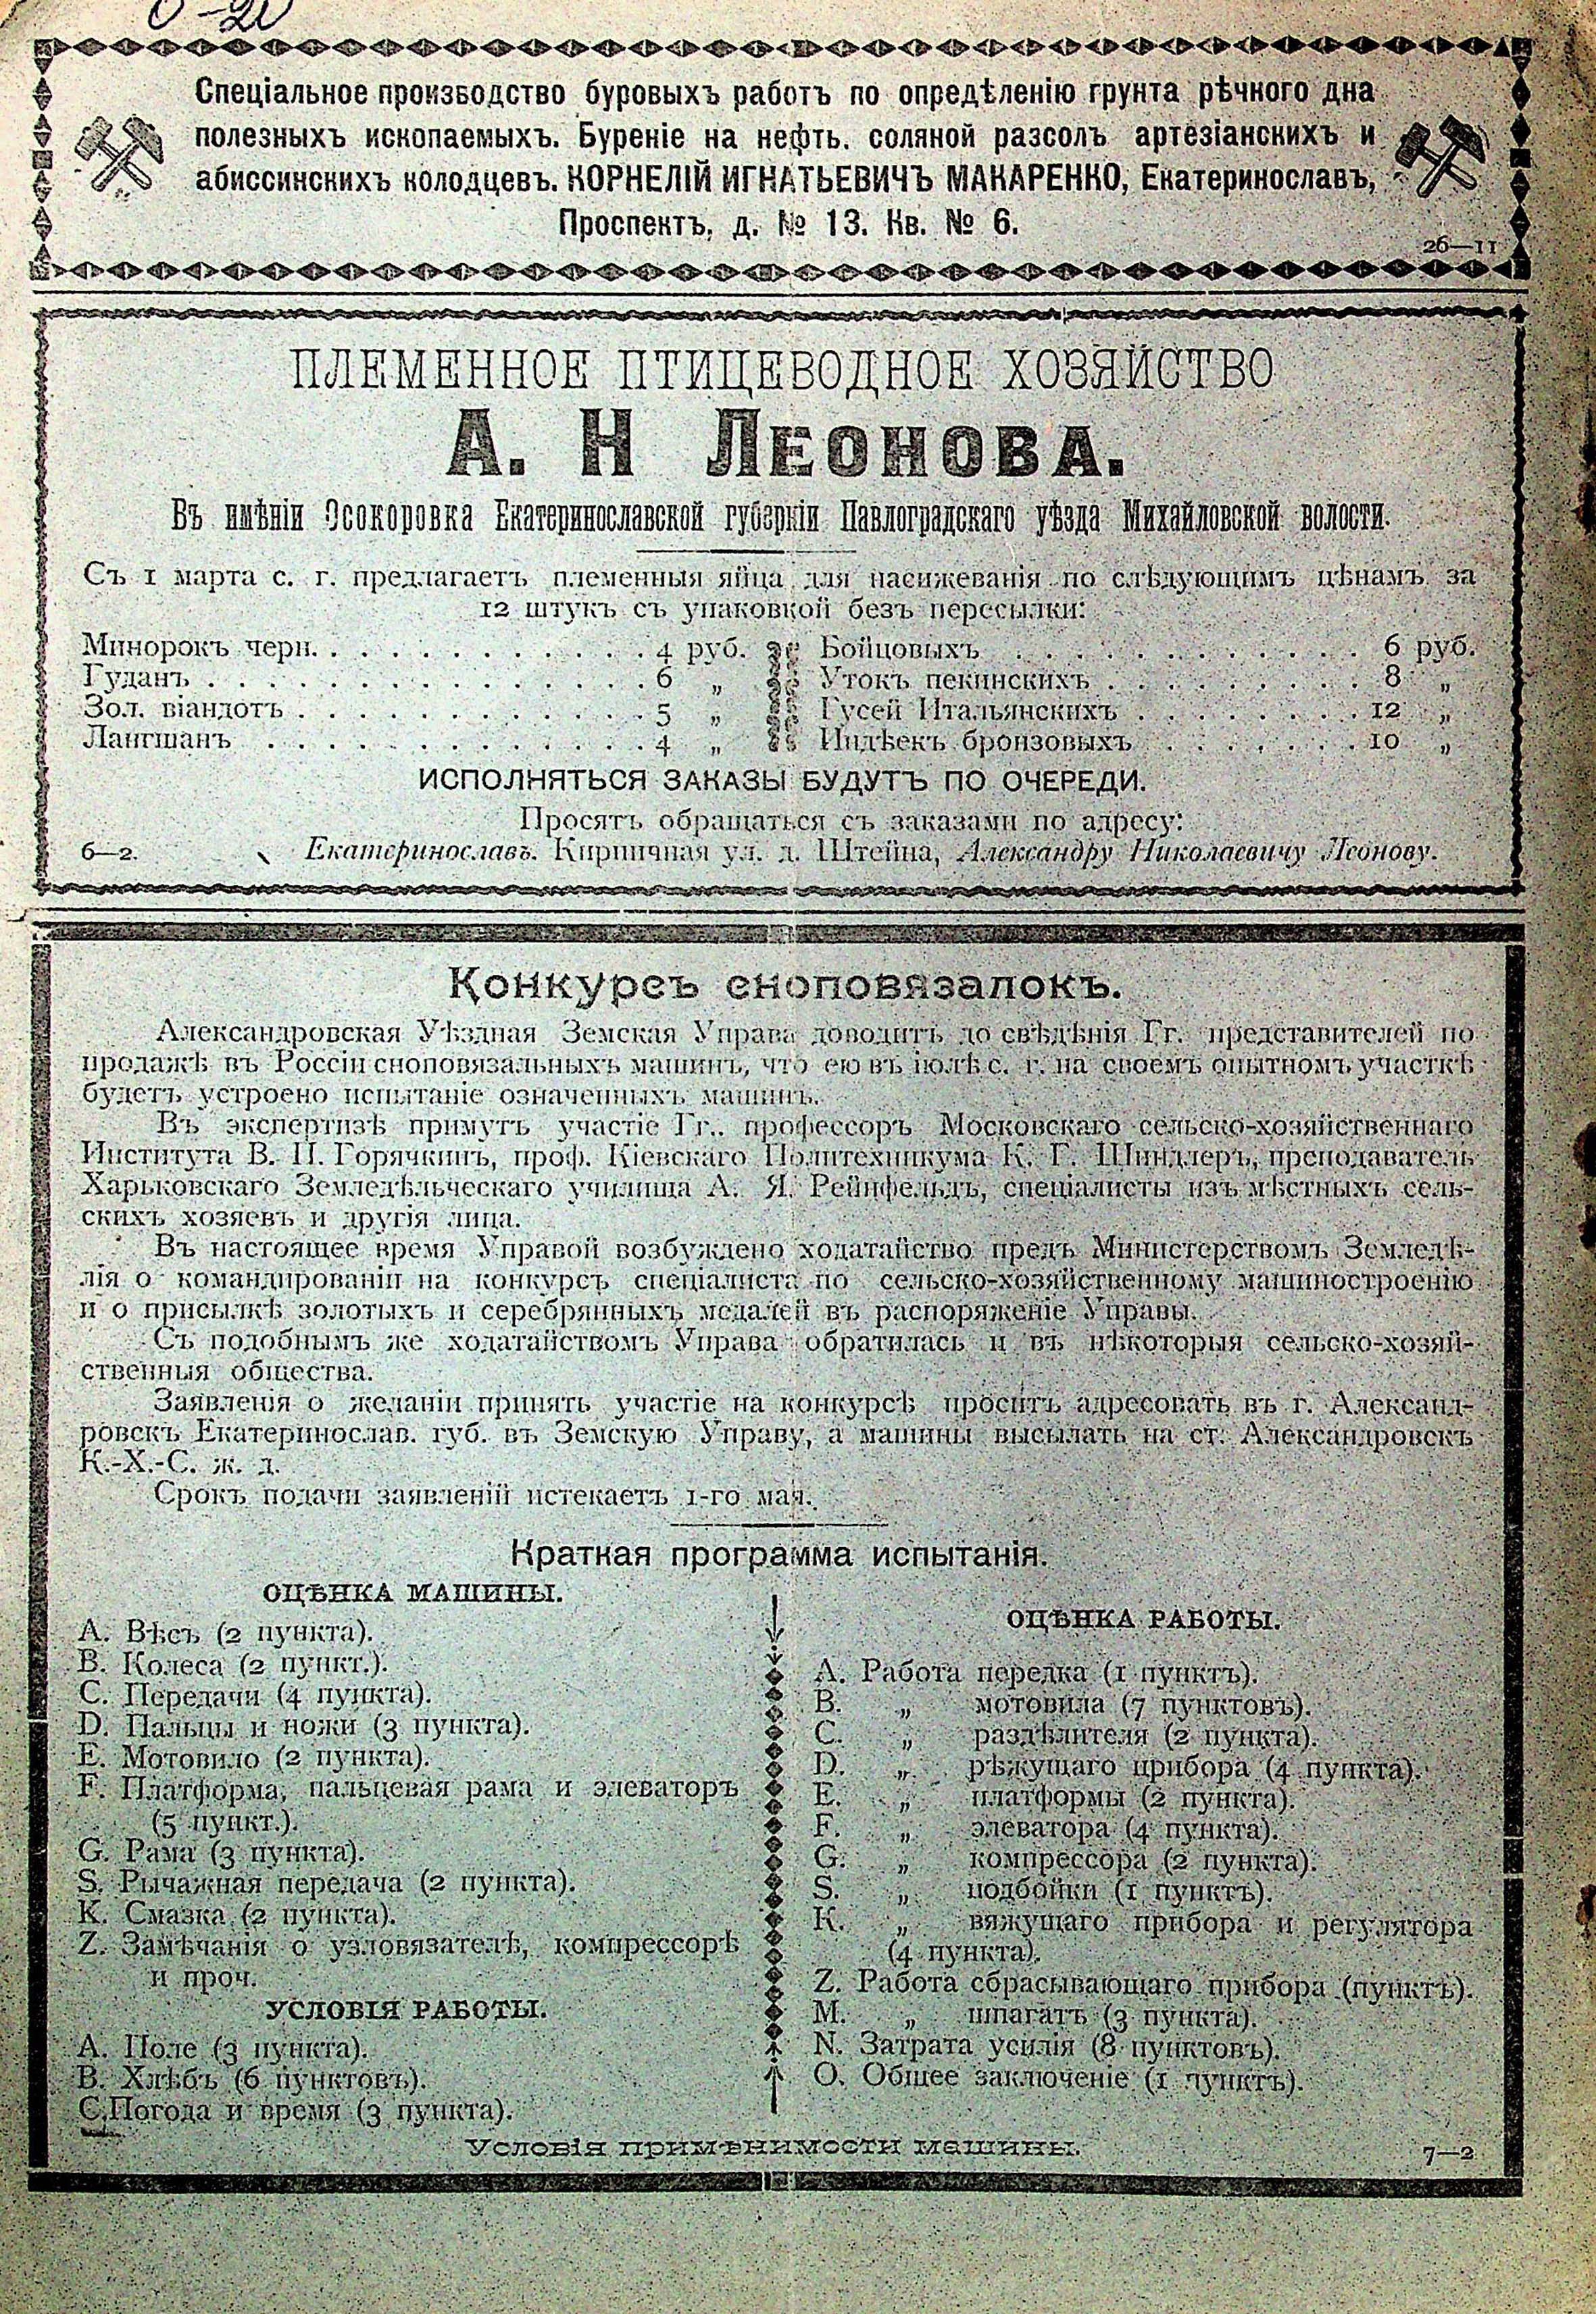 Спеціальное производство буровыхъ работъ по опредѣленію грунта рѣчного дна
полезныхъ ископаемыхъ. Буреніе на нефть. соляной разсолъ артезіанскихъ и
абиссинскихъ колодцевъ. КОРНЕЛІЙ ИГНАТЬЕВИЧЪ МАКАРЕНКО, Екатеринославъ,
Проспектъ, д. № 13. Кв. № 6.
26—11
ПЛЕМЕННОЕ ПТИЦЕВОДНОЕ ХОЗЯЙСТВО
А. Н ЛЕОНОВА.
Въ имѣніи Осокоровка Екатеринославской губерніи Павлоградскаго уѣзда Михайловской волости.
Съ 1 марта с. г. предлагаетъ племенныя яйца для насиживанія по слѣдующимъ цѣнамъ за
12 штукъ съ упаковкой безъ пересылки:
Минорокъ черн. . . . . . . . . . . . 4 руб.
Гуданъ . . . . . . . . . . . . . . . 6 „
Зол. віандотъ . . . . . . . . . . . . 5 „
Лангшанъ . . . . . . . . . . . . . 4 „
Бойцовыхъ . . . . . . . . . . . . 6 руб.
Утокъ пекинскихъ . . . . . . . . . 8 „
Гусей Итальянскихъ . . . . . . . . 12 „
Индѣекъ бронзовыхъ . . . . . . . 10 „
ИСПОЛНЯТЬСЯ ЗАКАЗЫ БУДУТЪ ПО ОЧЕРЕДИ.
Просятъ обращаться съ заказами по адресу:
6—2. Екатеринославъ. Кирпичная ул. д. Штейна, Александру Николаевичу Леонову.
Конкурсъ сноповязалокъ.
Александровская Уѣздная Земская Управа доводитъ до свѣдѣнія Гг. представителей по
продажѣ въ Россіи сноповязальныхъ машинъ, что ею въ іюлѣ с. г. на своемъ опытномъ участкѣ
будетъ устроено испытаніе означенныхъ машинъ.
Въ экспертизѣ примутъ участіе Гг.. профессоръ Московскаго сельско-хозяйственнаго
Института В. П. Горячкинъ, проф. Кіевскаго Политехникума К. Г. Шиндлеръ, преподаватель
Харьковскаго Земледѣльческаго училища А. Я. Рейнфельдъ, спеціалисты изъ мѣстныхъ сель-
скихъ хозяевъ и другія лица.
Въ настоящее время Управой возбуждено ходатайство предъ Министерствомъ Земледѣ-
лія о командированіи на конкурсъ спеціалиста по сельско-хозяйственному машиностроенію
и о присылкѣ золотыхъ и серебрянныхъ медалей въ распоряженіе Управы.
Съ подобнымъ же ходатайствомъ Управа обратилась и въ нѣкоторыя сельско-хозяй-
ственныя общества.
Заявленія о желаніи принять участіе на конкурсѣ проситъ адресовать въ г. Александ-
ровскъ Екатеринослав. губ. въ Земскую Управу, а машины высылать на ст. Александровскъ
К.-Х.-С. ж. д.
Срокъ подачи заявленій истекаетъ 1-го мая.
Краткая программа испытанія.
ОЦѢНКА МАШИНЫ.
A. Вѣсъ (2 пункта).
B. Колеса (2 пункт.).
C. Передачи (4 пункта).
D. Пальцы и ножи (3 пункта).
E. Мотовило (2 пункта).
F. Платформа, пальцевая рама и элеваторъ
(5 пункт.).
G. Рама (3 пункта).
S. Рычажная передача (2 пункта).
K. Смазка (2 пункта).
Z. Замѣчанія о узловязателѣ, компрессорѣ
и проч.
УСЛОВІЯ РАБОТЫ.
A. Поле (3 пункта).
B. Хлѣбъ (6 пунктовъ).
C. Погода и время (3 пункта).
ОЦѢНКА РАБОТЫ.
A. Работа передка (1 пунктъ).
B. „ мотовила (7 пунктовъ).
C. „ раздѣлителя (2 пункта).
D. „ рѣжущаго прибора (4 пункта).
E. „ платформы (2 пункта).
F. „ элеватора (4 пункта).
G. „ компрессора (2 пункта).
S. „ подбойки (1 пунктъ).
K. „ вяжущаго прибора и регулятора
(4 пункта).
Z. Работа сбрасывающаго прибора (пунктъ).
M. „ шпагатъ (3 пункта).
N. Затрата усилія (8 пунктовъ).
O. Общее заключеніе (1 пунктъ).
Условія примѣнимости машины.
7—2